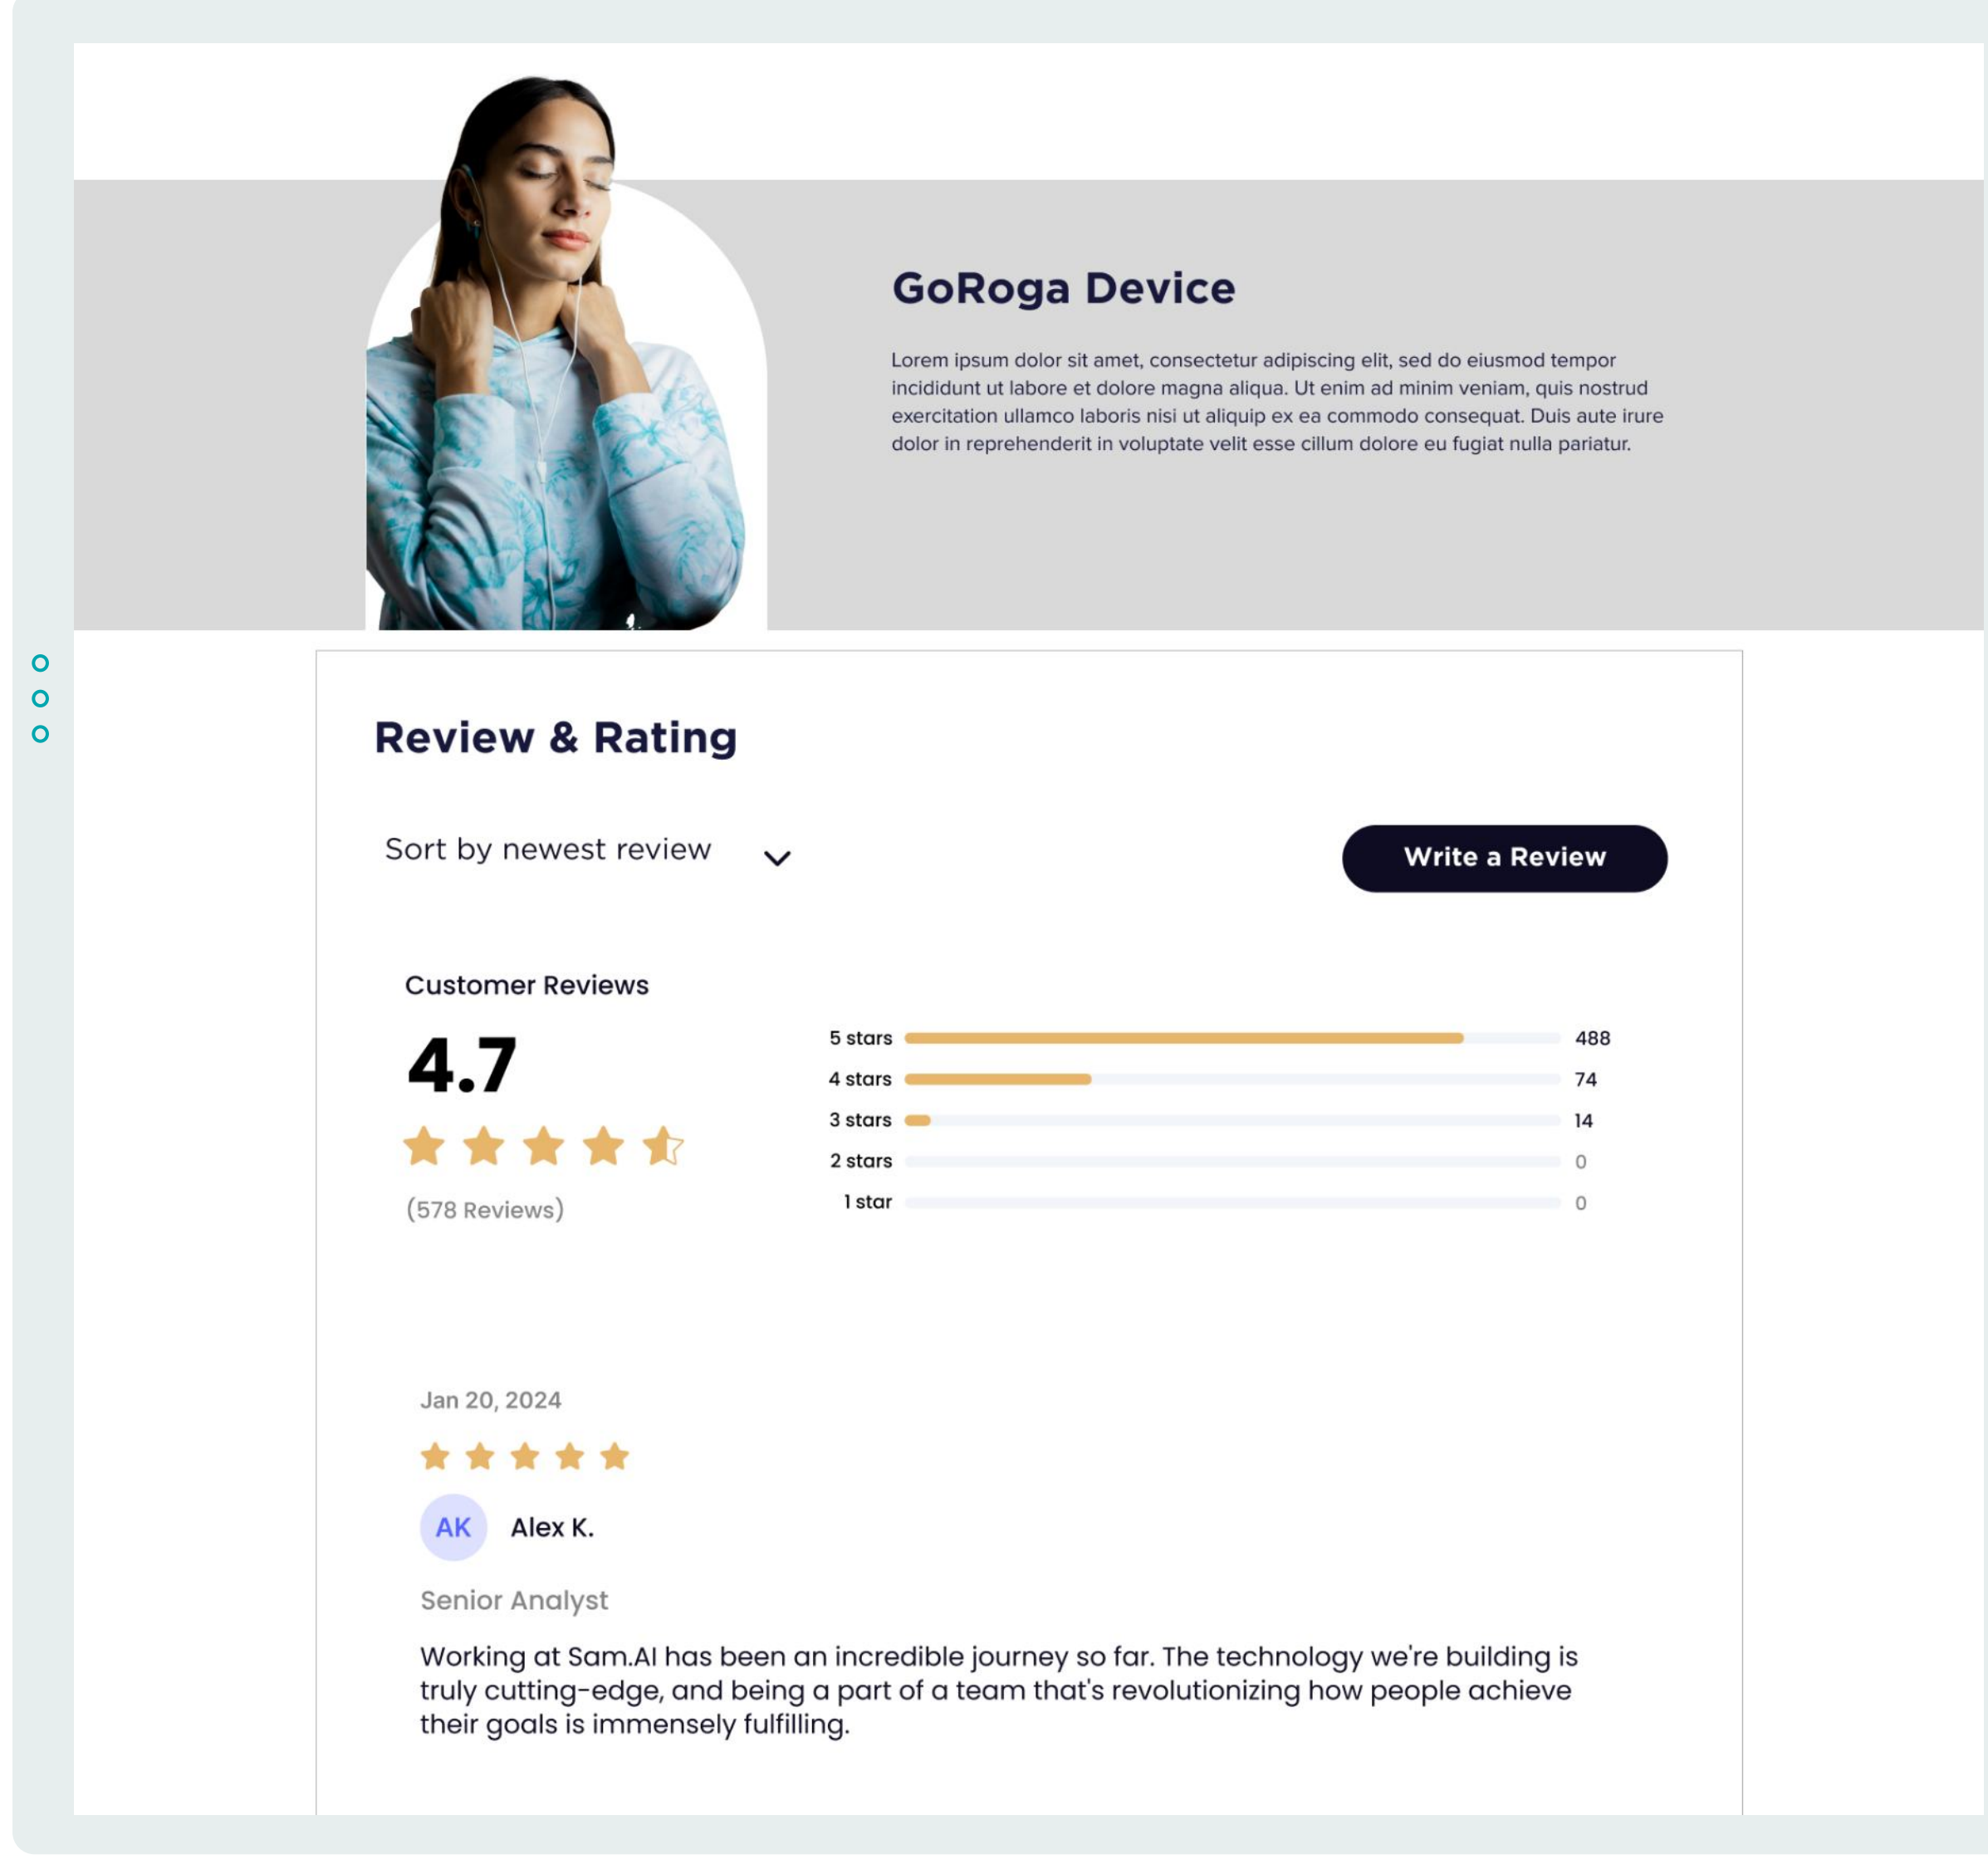 GoRoga Device
Lorem ipsum dolor sit amet, consectetur adipiscing elit, sed do eiusmod tempor
incididunt ut labore et dolore magna aliqua. Ut enim ad minim veniam, quis nostrud
exercitation ullamco laboris nisi ut aliquip ex ea commodo consequat. Duis aute irure
dolor in reprehenderit in voluptate velit esse cillum dolore eu fugiat nulla pariatur.
Review & Rating
Sort by newest review
Write a Review
Customer Reviews
4.7
(578 Reviews)
5 stars 488
4 stars 74
3 stars 14
2 stars 0
1 star 0
Jan 20, 2024
AK Alex K.
Senior Analyst
Working at Sam.AI has been an incredible journey so far. The technology we're building is
truly cutting-edge, and being a part of a team that's revolutionizing how people achieve
their goals is immensely fulfilling.